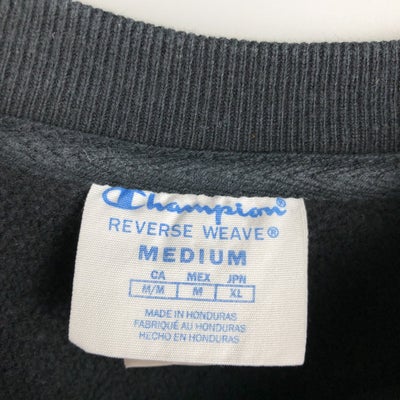 Champion®
REVERSE WEAVE®
MEDIUM
CA MEX JPN
M/M M XL
MADE IN HONDURAS
FABRIQUÉ AU HONDURAS
HECHO EN HONDURAS